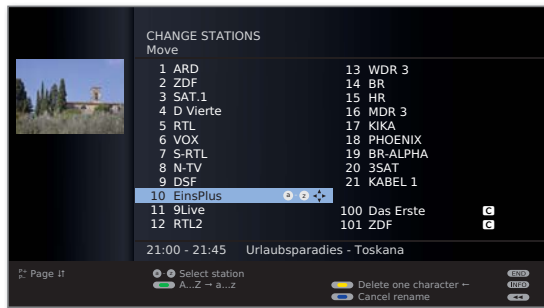 CHANGE STATIONS
Move
1 ARD
2 ZDF
3 SAT.1
4 D Vierte
5 RTL
6 VOX
7 S-RTL
8 N-TV
9 DSF
10 EinsPlus a z
11 9Live
12 RTL2
13 WDR 3
14 BR
15 HR
16 MDR 3
17 KIKA
18 PHOENIX
19 BR-ALPHA
20 3SAT
21 KABEL 1
100 Das Erste C
101 ZDF C
21:00 - 21:45 Urlaubsparadies - Toskana
P+ P- Page ↓↑
Select station
A...Z → a...z
Delete one character ←
Cancel rename
END
INFO